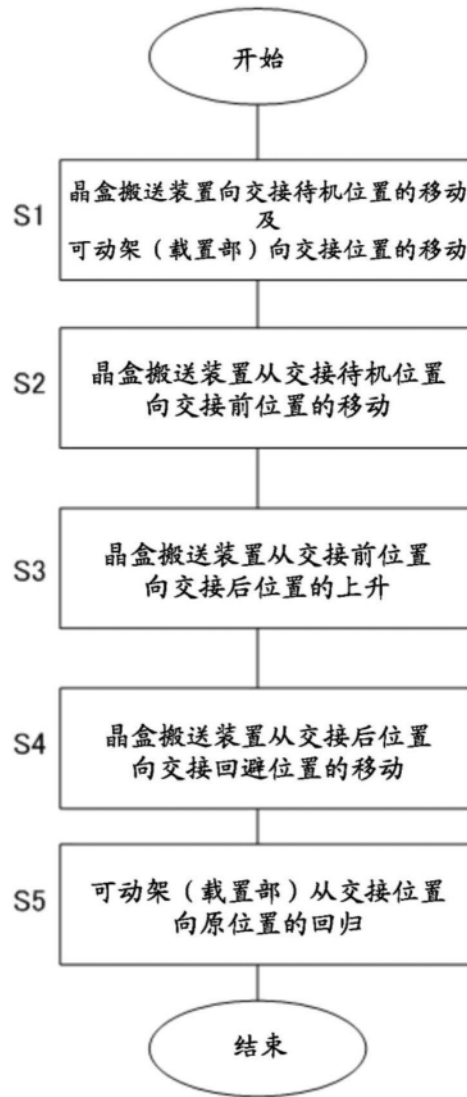 开始
S1
晶盒搬送装置向交接待机位置的移动
及
可动架（载置部）向交接位置的移动
S2
晶盒搬送装置从交接待机位置
向交接前位置的移动
S3
晶盒搬送装置从交接前位置
向交接后位置的上升
S4
晶盒搬送装置从交接后位置
向交接回避位置的移动
S5
可动架（载置部）从交接位置
向原位置的回归
结束